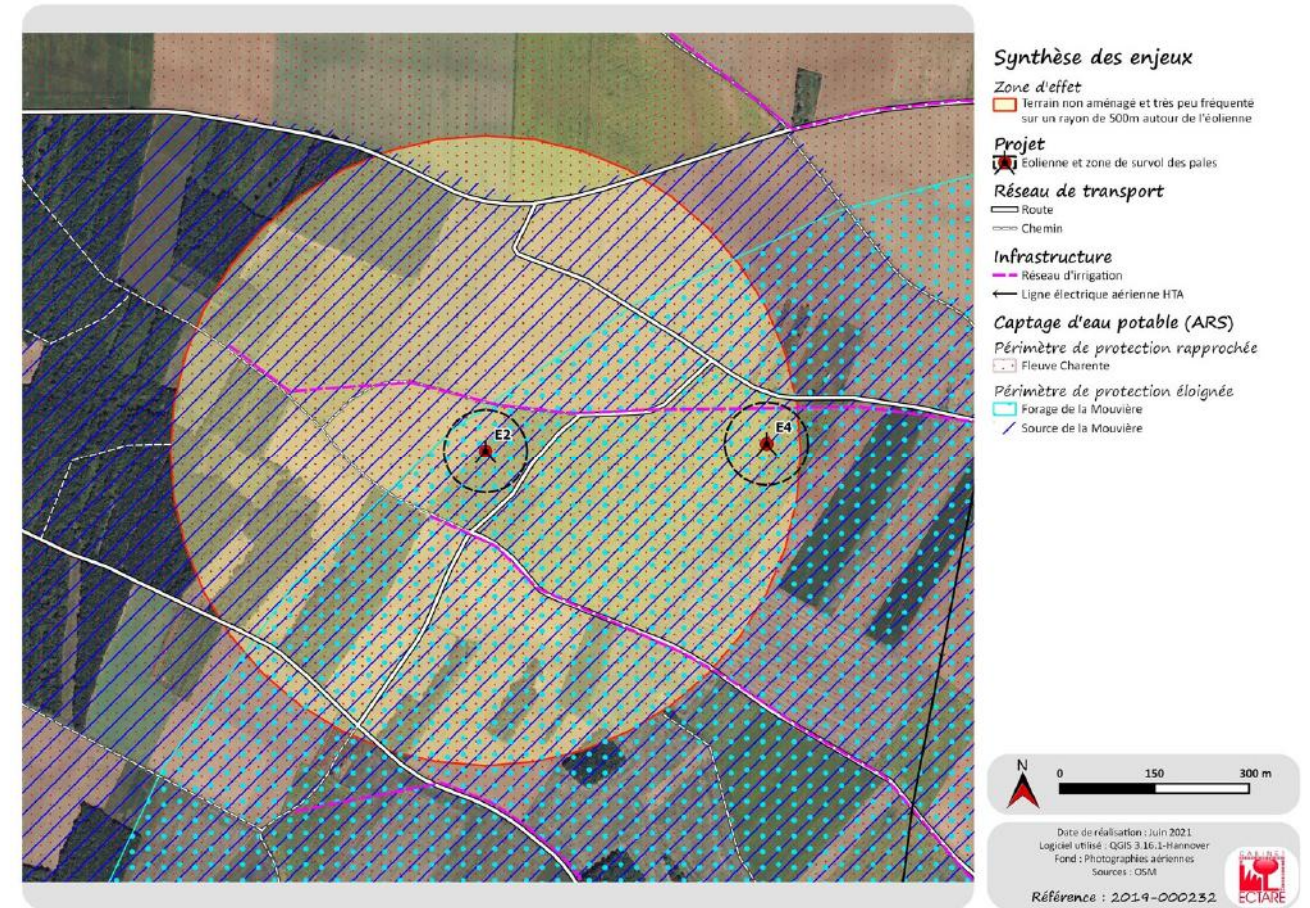 Synthèse des enjeux
Zone d'effet
Terrain non aménagé et très peu fréquenté
sur un rayon de 500m autour de l'éolienne
Projet
Eolienne et zone de survol des pales
Réseau de transport
Route
Chemin
Infrastructure
Réseau d'irrigation
Ligne électrique aérienne HTA
Captage d'eau potable (ARS)
Périmètre de protection rapprochée
Fleuve Charente
Périmètre de protection éloignée
Forage de la Mouvière
Source de la Mouvière
E2
E4
N
0 150 300 m
Date de réalisation : Juin 2021
Logiciel utilisé : QGIS 3.16.1-Hannover
Fond : Photographies aériennes
Sources : OSM
Référence : 2019-000232
CABINET
ECTARE